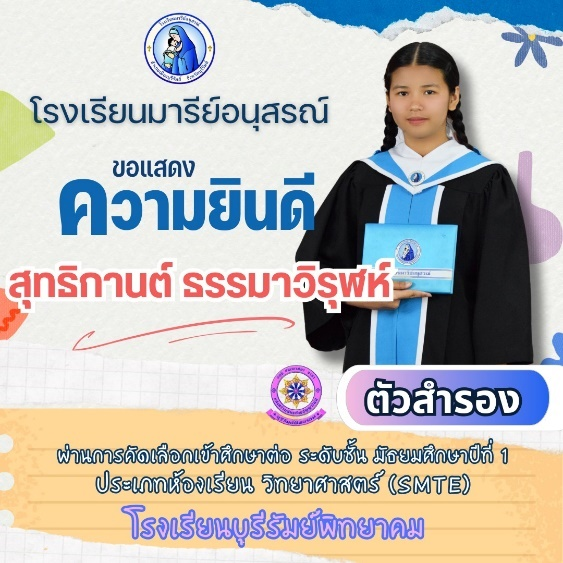 โรงเรียนมารีย์อนุสรณ์
ขอแสดง
ความยินดี
สุทธิกานต์ ธรรมาวิรุฬห์
ตัวสำรอง
ผ่านการคัดเลือกเข้าศึกษาต่อ ระดับชั้น มัธยมศึกษาปีที่ 1
ประเภทห้องเรียน วิทยาศาสตร์ (SMTE)
โรงเรียนบุรีรัมย์พิทยาคม